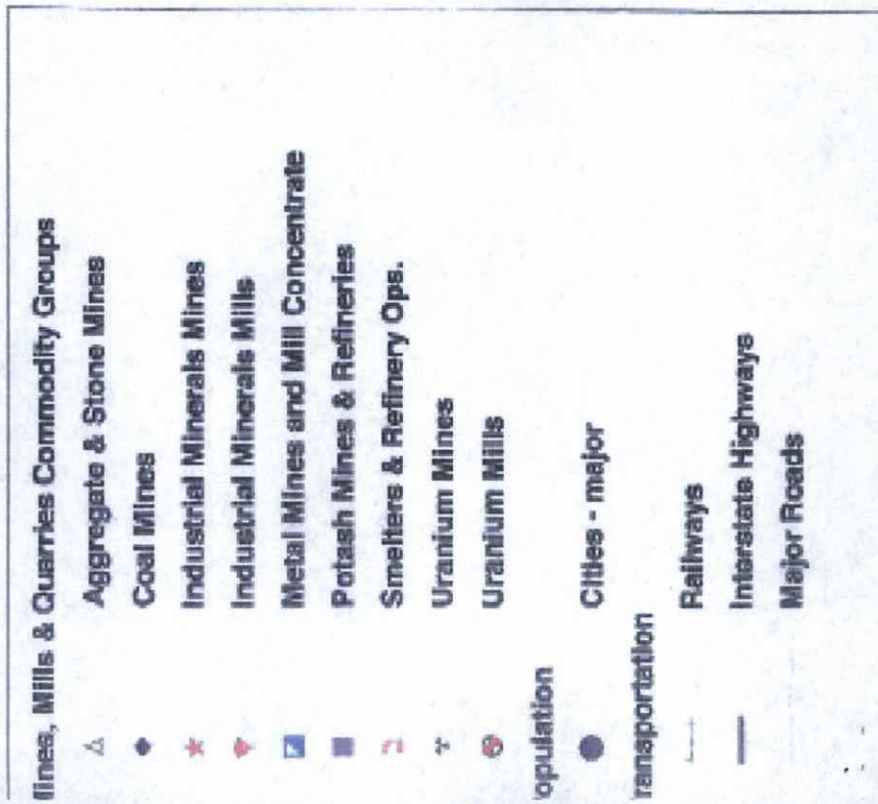 lines, Mills & Quarries Commodity Groups
Aggregate & Stone Mines
Coal Mines
Industrial Minerals Mines
Industrial Minerals Mills
Metal Mines and Mill Concentrate
Potash Mines & Refineries
Smelters & Refinery Ops.
Uranium Mines
Uranium Mills
opulation
Cities - major
ransportation
Railways
Interstate Highways
Major Roads